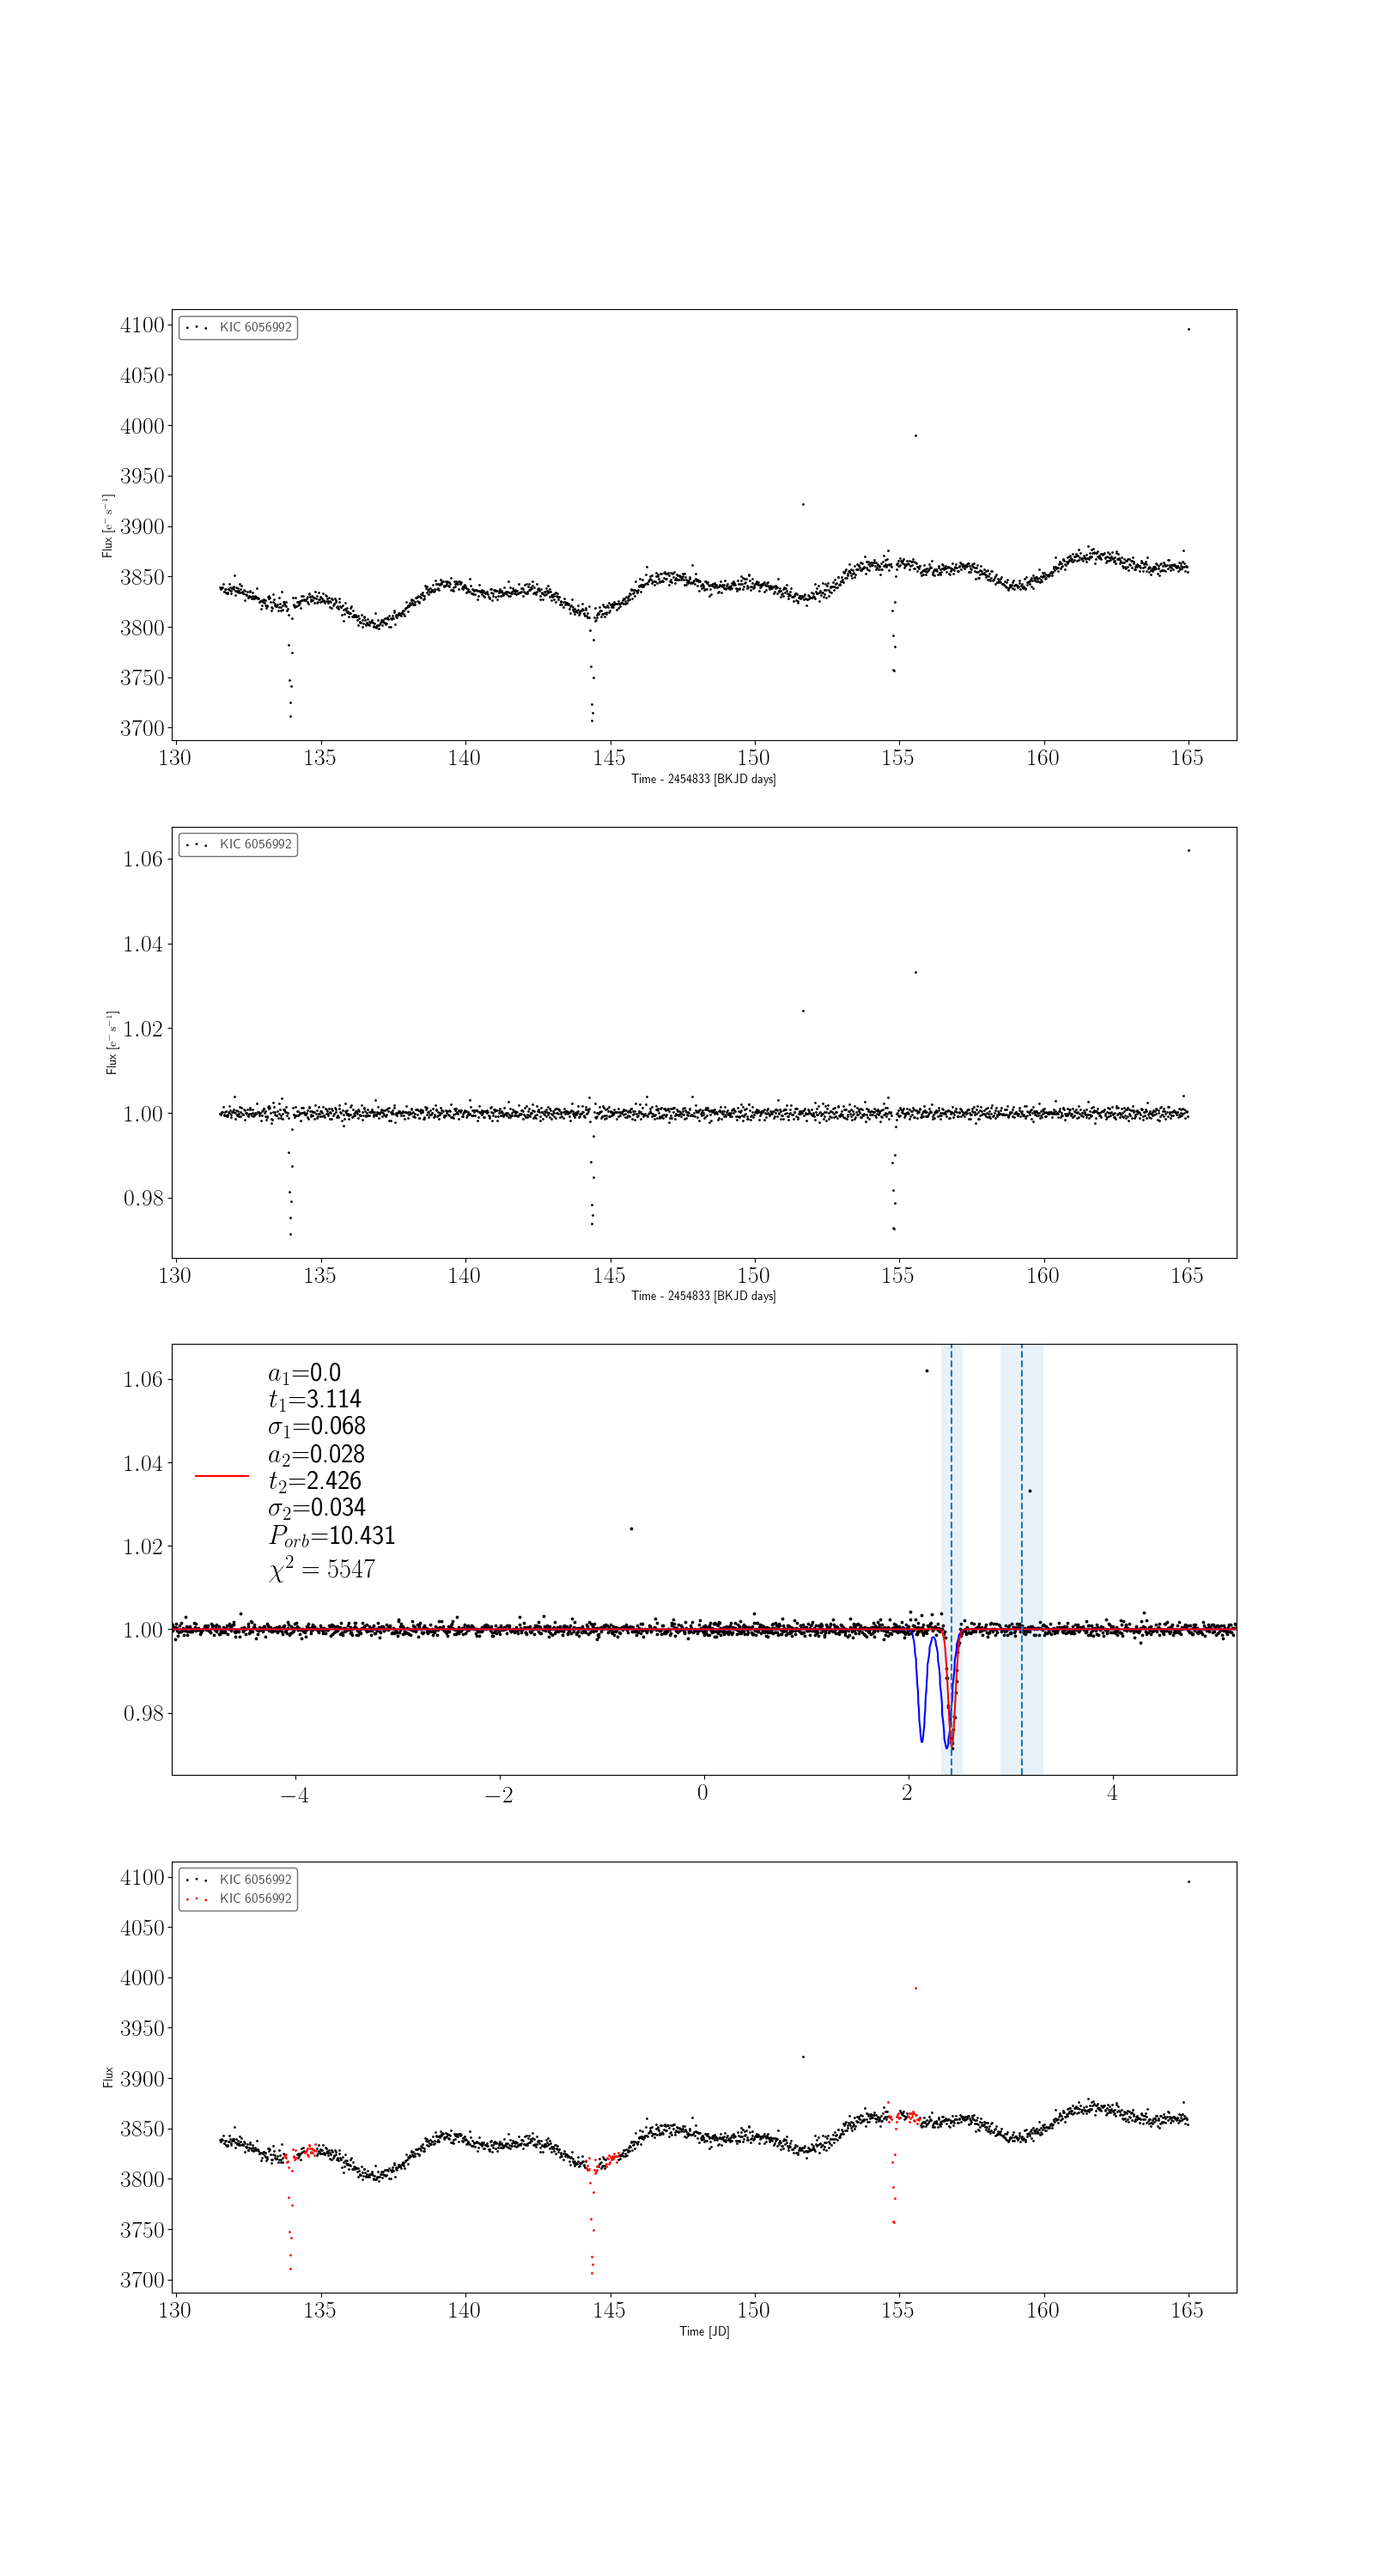 4100
4050
4000
3950
3900
3850
3800
3750
3700
Flux [e⁻ s⁻¹]
KIC 6056992
130 135 140 145 150 155 160 165
Time - 2454833 [BKJD days]
1.06
1.04
1.02
1.00
0.98
Flux [e⁻ s⁻¹]
KIC 6056992
130 135 140 145 150 155 160 165
Time - 2454833 [BKJD days]
1.06
1.04
1.02
1.00
0.98
a₁=0.0
t₁=3.114
σ₁=0.068
a₂=0.028
t₂=2.426
σ₂=0.034
Pₒᵣb=10.431
χ² = 5547
−4 −2 0 2 4
4100
4050
4000
3950
3900
3850
3800
3750
3700
Flux
KIC 6056992
KIC 6056992
130 135 140 145 150 155 160 165
Time [JD]